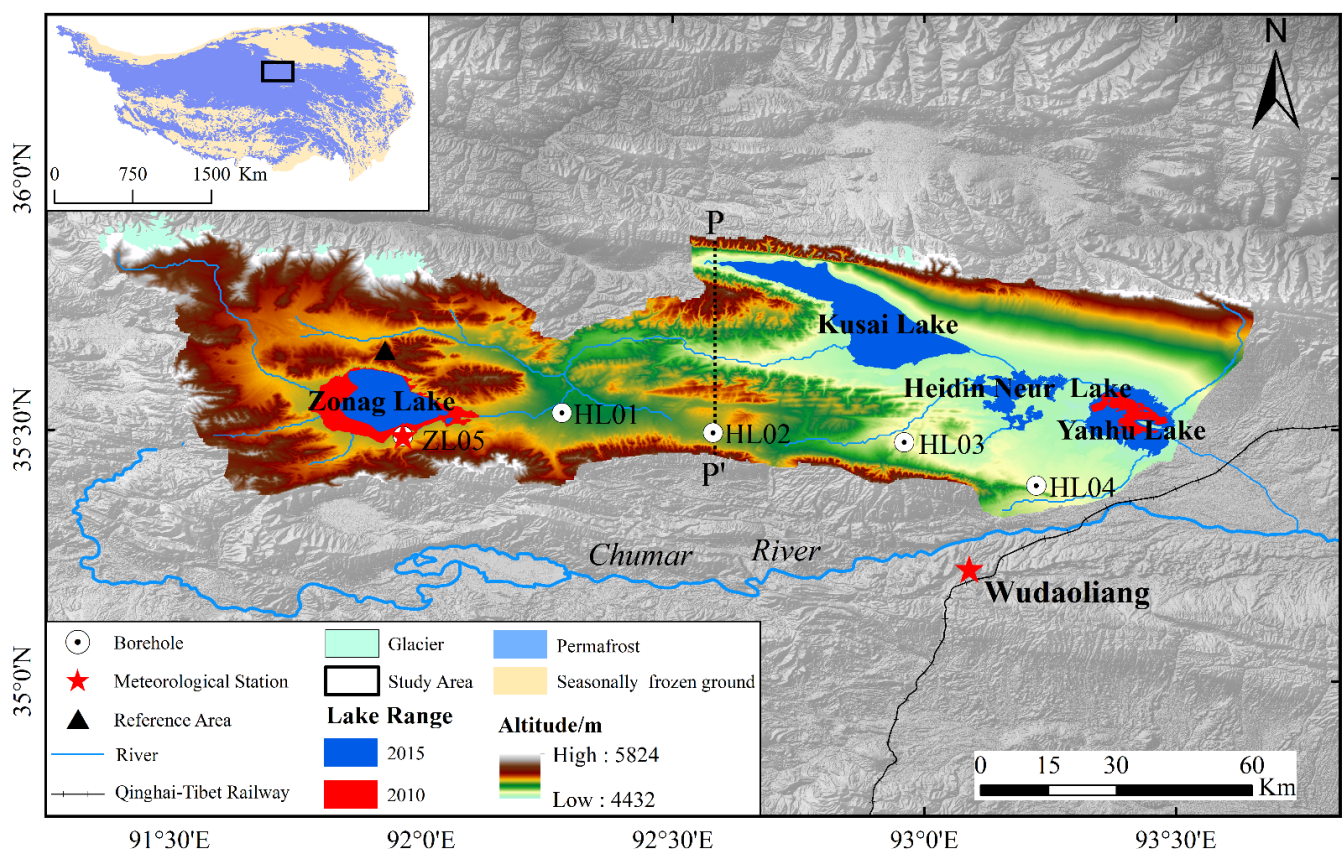 N
0 750 1500 Km
36°0'N
35°30'N
35°0'N
P
Kusai Lake
Heidin Neur Lake
Zonag Lake
Yanhu Lake
HL01
ZL05
HL02
HL03
P'
HL04
Chumar River
Wudaoliang
Borehole
Meteorological Station
Reference Area
River
Qinghai-Tibet Railway
Glacier
Study Area
Lake Range
2015
2010
Permafrost
Seasonally frozen ground
Altitude/m
High : 5824
Low : 4432
0 15 30 60
Km
91°30'E 92°0'E 92°30'E 93°0'E 93°30'E